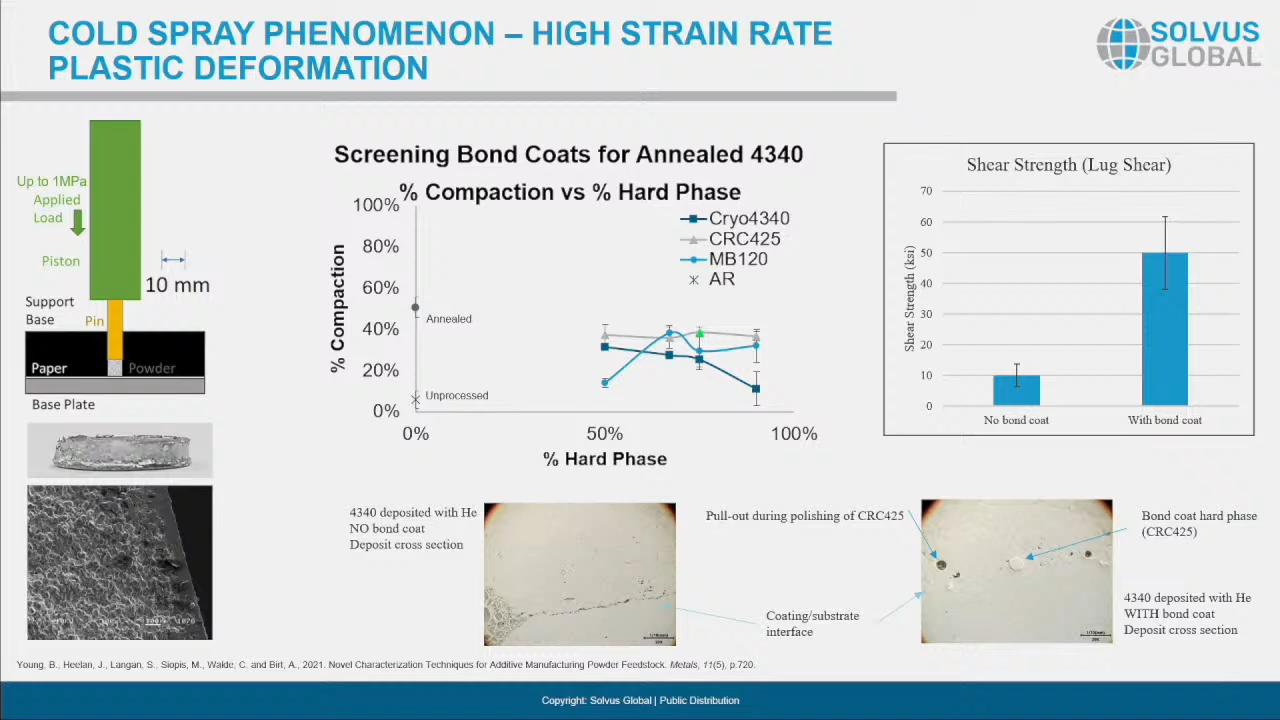 COLD SPRAY PHENOMENON – HIGH STRAIN RATE
PLASTIC DEFORMATION
SOLVUS
GLOBAL
Up to 1MPa
Applied
Load
Piston
10 mm
Support
Base
Pin
Paper
Powder
Base Plate
Screening Bond Coats for Annealed 4340
% Compaction vs % Hard Phase
100%
80%
60%
40%
20%
0%
% Compaction
Cryo4340
CRC425
MB120
AR
Annealed
Unprocessed
0%
50%
100%
% Hard Phase
Shear Strength (Lug Shear)
70
60
50
40
30
20
10
0
Shear Strength (ksi)
No bond coat
With bond coat
4340 deposited with He
NO bond coat
Deposit cross section
Pull-out during polishing of CRC425
Coating/substrate
interface
Bond coat hard phase
(CRC425)
4340 deposited with He
WITH bond coat
Deposit cross section
Young, B., Heelan, J., Langan, S., Siopis, M., Walde, C. and Birt, A., 2021. Novel Characterization Techniques for Additive Manufacturing Powder Feedstock. Metals, 11(5), p.720.
Copyright: Solvus Global | Public Distribution